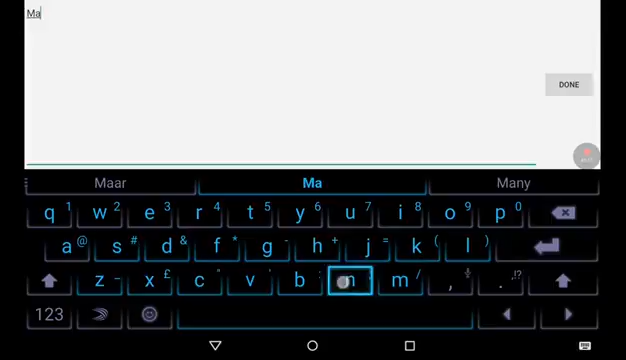 Ma
DONE
Maar Ma Many
q 1 w 2 e 3 r 4 t 5 y 6 u 7 i 8 o 9 p 0
a @ s # d & f * g - h + j = k ( l )
z _ x £ c " v ' b : n ; m / , . ,!?
123